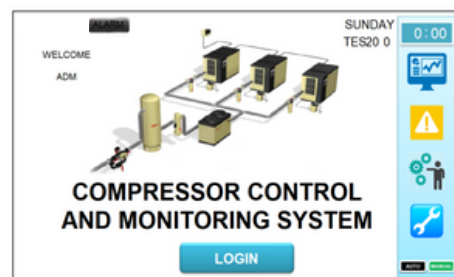 ALARM
SUNDAY
TES20 0
0:00
WELCOME
ADM
COMPRESSOR CONTROL
AND MONITORING SYSTEM
LOGIN
AUTO
MANUAL